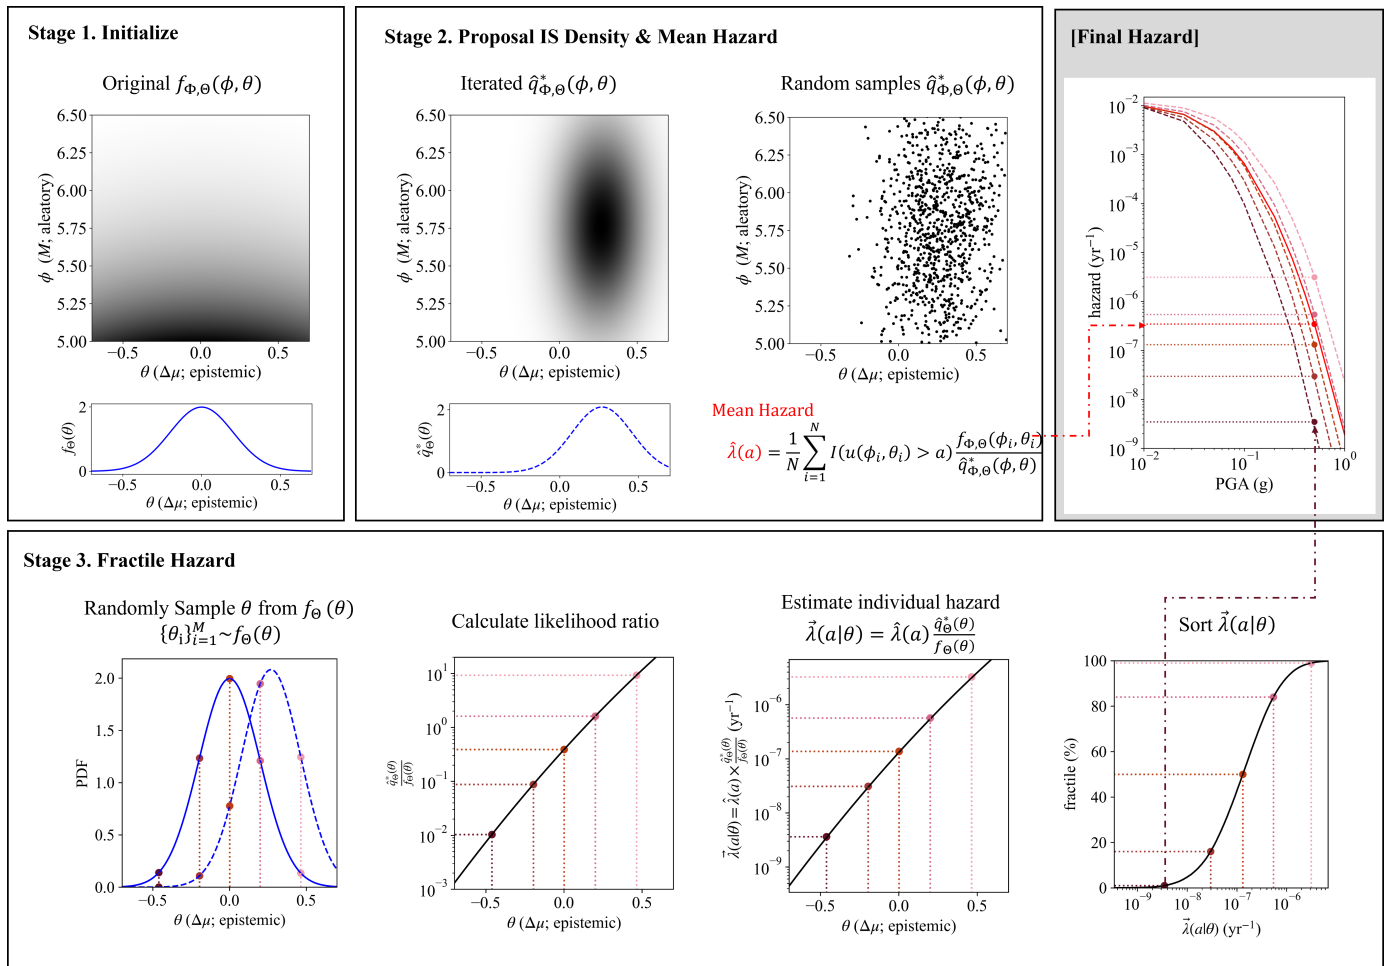 Stage 1. Initialize
Original f_{Φ,Θ}(ϕ, θ)
6.50
6.25
6.00
5.75
5.50
5.25
5.00
ϕ (M; aleatory)
−0.5
0.0
0.5
θ (Δμ; epistemic)
2
0
f_Θ(θ)
−0.5
0.0
0.5
θ (Δμ; epistemic)
Stage 2. Proposal IS Density & Mean Hazard
Iterated q̂*_{Φ,Θ}(ϕ, θ)
6.50
6.25
6.00
5.75
5.50
5.25
5.00
ϕ (M; aleatory)
−0.5
0.0
0.5
θ (Δμ; epistemic)
2
0
q̂*_Θ(θ)
−0.5
0.0
0.5
θ (Δμ; epistemic)
Random samples q̂*_{Φ,Θ}(ϕ, θ)
6.50
6.25
6.00
5.75
5.50
5.25
5.00
ϕ (M; aleatory)
−0.5
0.0
0.5
θ (Δμ; epistemic)
Mean Hazard
λ̂(a) = 1/N ∑_{i=1}^{N} I(u(ϕ_i, θ_i) > a) f_{Φ,Θ}(ϕ_i, θ_i) / q̂*_{Φ,Θ}(ϕ, θ)
[Final Hazard]
10^{−2}
10^{−3}
10^{−4}
10^{−5}
10^{−6}
10^{−7}
10^{−8}
10^{−9}
hazard (yr^{−1})
10^{−2}
10^{−1}
10^{0}
PGA (g)
Stage 3. Fractile Hazard
Randomly Sample θ from f_Θ (θ)
{θ_i}_{i=1}^{M}~f_Θ(θ)
2.0
1.5
1.0
0.5
0.0
PDF
−0.5
0.0
0.5
θ (Δμ; epistemic)
Calculate likelihood ratio
10^{1}
10^{0}
10^{−1}
10^{−2}
10^{−3}
q̂*_Θ(θ) / f_Θ(θ)
−0.5
0.0
0.5
θ (Δμ; epistemic)
Estimate individual hazard
λ⃗(a|θ) = λ̂(a) q̂*_Θ(θ) / f_Θ(θ)
10^{−6}
10^{−7}
10^{−8}
10^{−9}
λ⃗(a|θ) = λ̂(a) × q̂*_Θ(θ) / f_Θ(θ) (yr^{−1})
−0.5
0.0
0.5
θ (Δμ; epistemic)
Sort λ⃗(a|θ)
100
80
60
40
20
0
fractile (%)
10^{−9}
10^{−8}
10^{−7}
10^{−6}
λ⃗(a|θ) (yr^{−1})